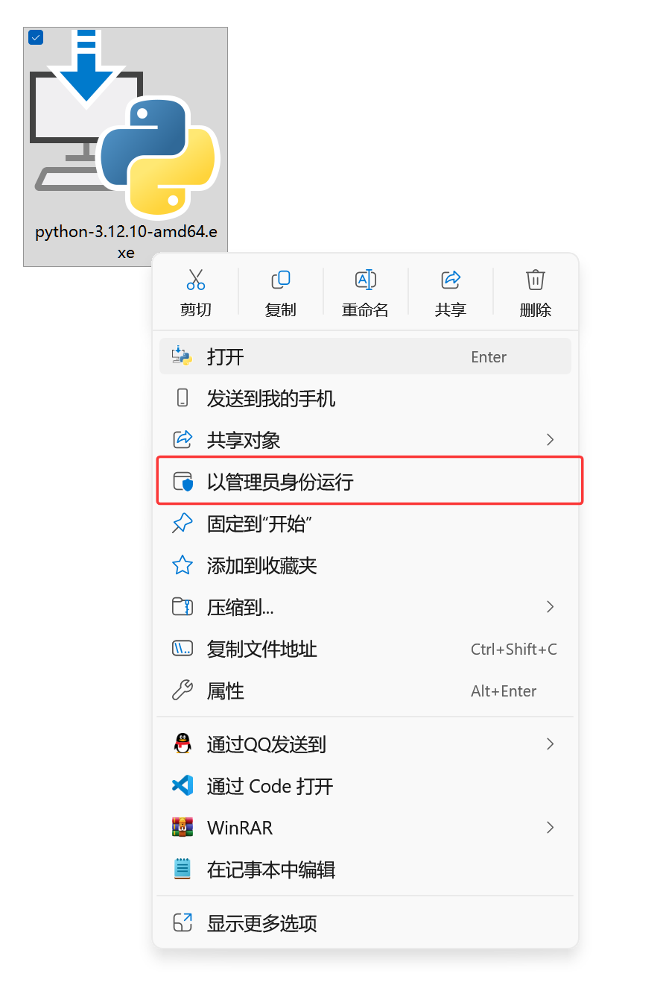 python-3.12.10-amd64.e
xe
剪切
复制
重命名
共享
删除
打开 Enter
发送到我的手机
共享对象
以管理员身份运行
固定到“开始”
添加到收藏夹
压缩到...
复制文件地址 Ctrl+Shift+C
属性 Alt+Enter
通过QQ发送到
通过 Code 打开
WinRAR
在记事本中编辑
显示更多选项